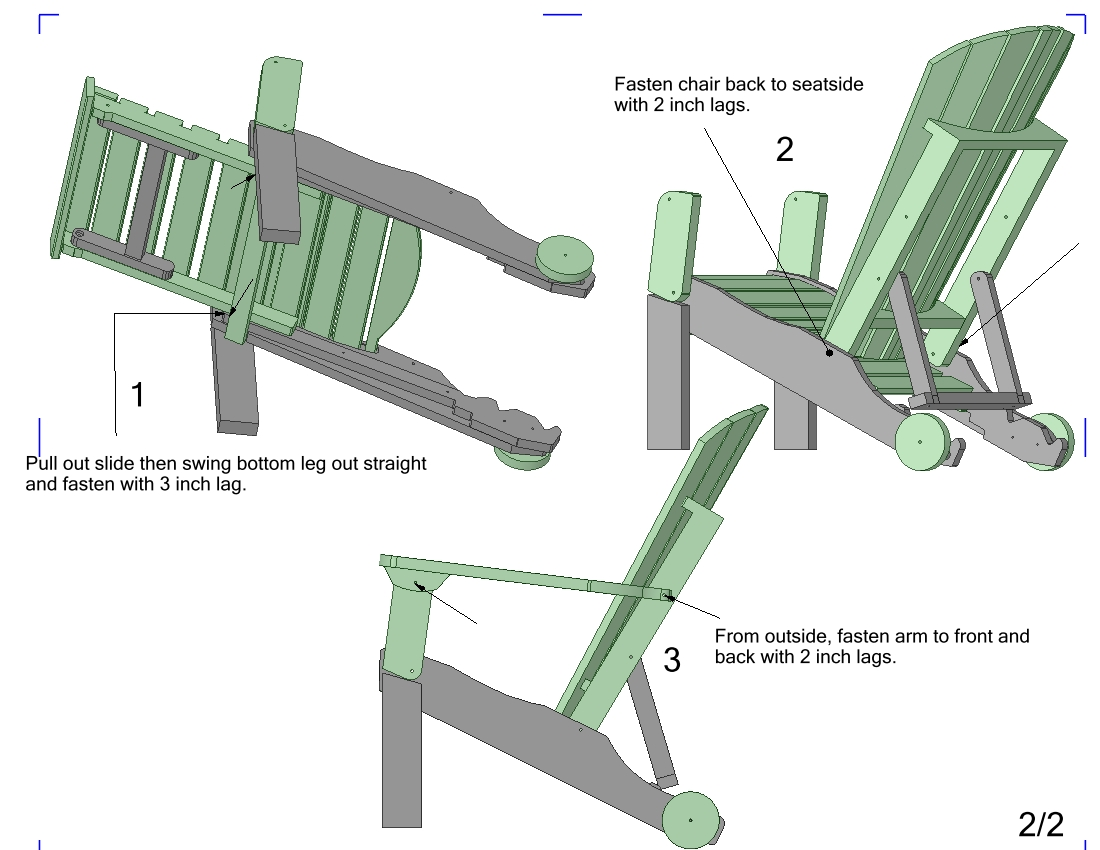 Fasten chair back to seatside
with 2 inch lags.
2
1
Pull out slide then swing bottom leg out straight
and fasten with 3 inch lag.
From outside, fasten arm to front and
back with 2 inch lags.
3
2/2